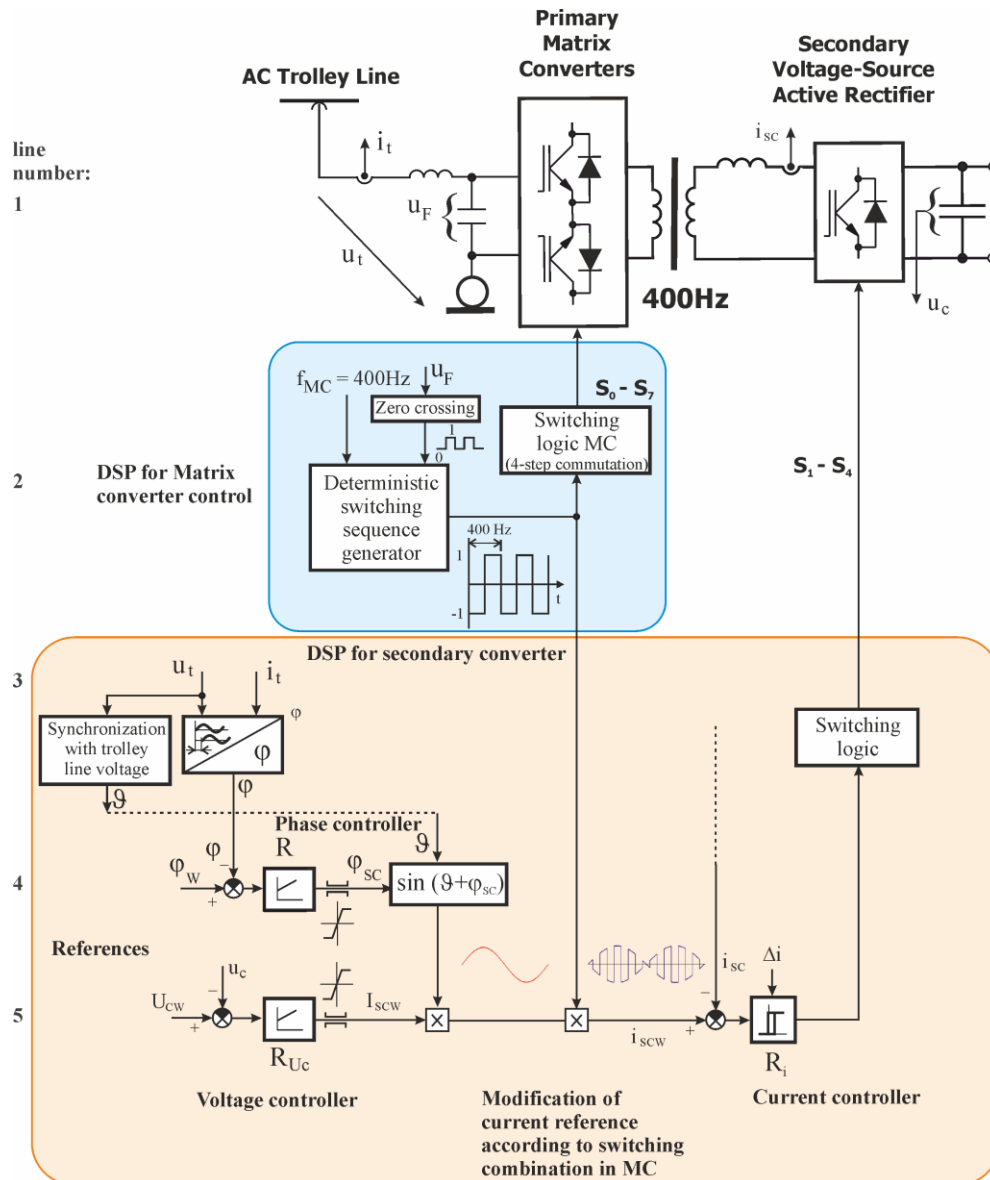 Primary
Matrix
Converters
Secondary
Voltage-Source
Active Rectifier
AC Trolley Line
line
number:
1
i_t
u_F
u_t
400Hz
i_SC
u_c
f_MC = 400Hz
u_F
Zero crossing
1
0
S_0 - S_7
Switching
logic MC
(4-step commutation)
2
DSP for Matrix
converter control
Deterministic
switching
sequence
generator
400 Hz
1
-1
t
S_1 - S_4
DSP for secondary converter
3
u_t
i_t
Synchronization
with trolley
line voltage
φ
φ
Switching
logic
ϑ
φ
Phase controller
ϑ
4
φ_W
+
φ
−
R
φ_SC
sin (ϑ+φ_SC)
References
u_c
−
U_CW
+
I_SCW
5
R_Uc
X
X
i_SCW
i_SC
−
+
Δi
R_i
Voltage controller
Modification of
current reference
according to switching
combination in MC
Current controller